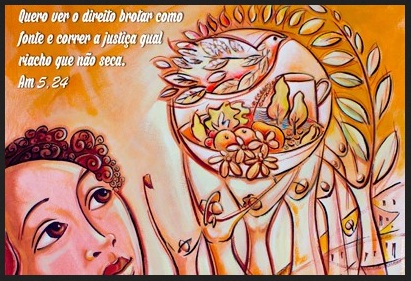 Quero ver o direito brotar como
fonte e correr a justiça qual
riacho que não seca.
Am 5,24